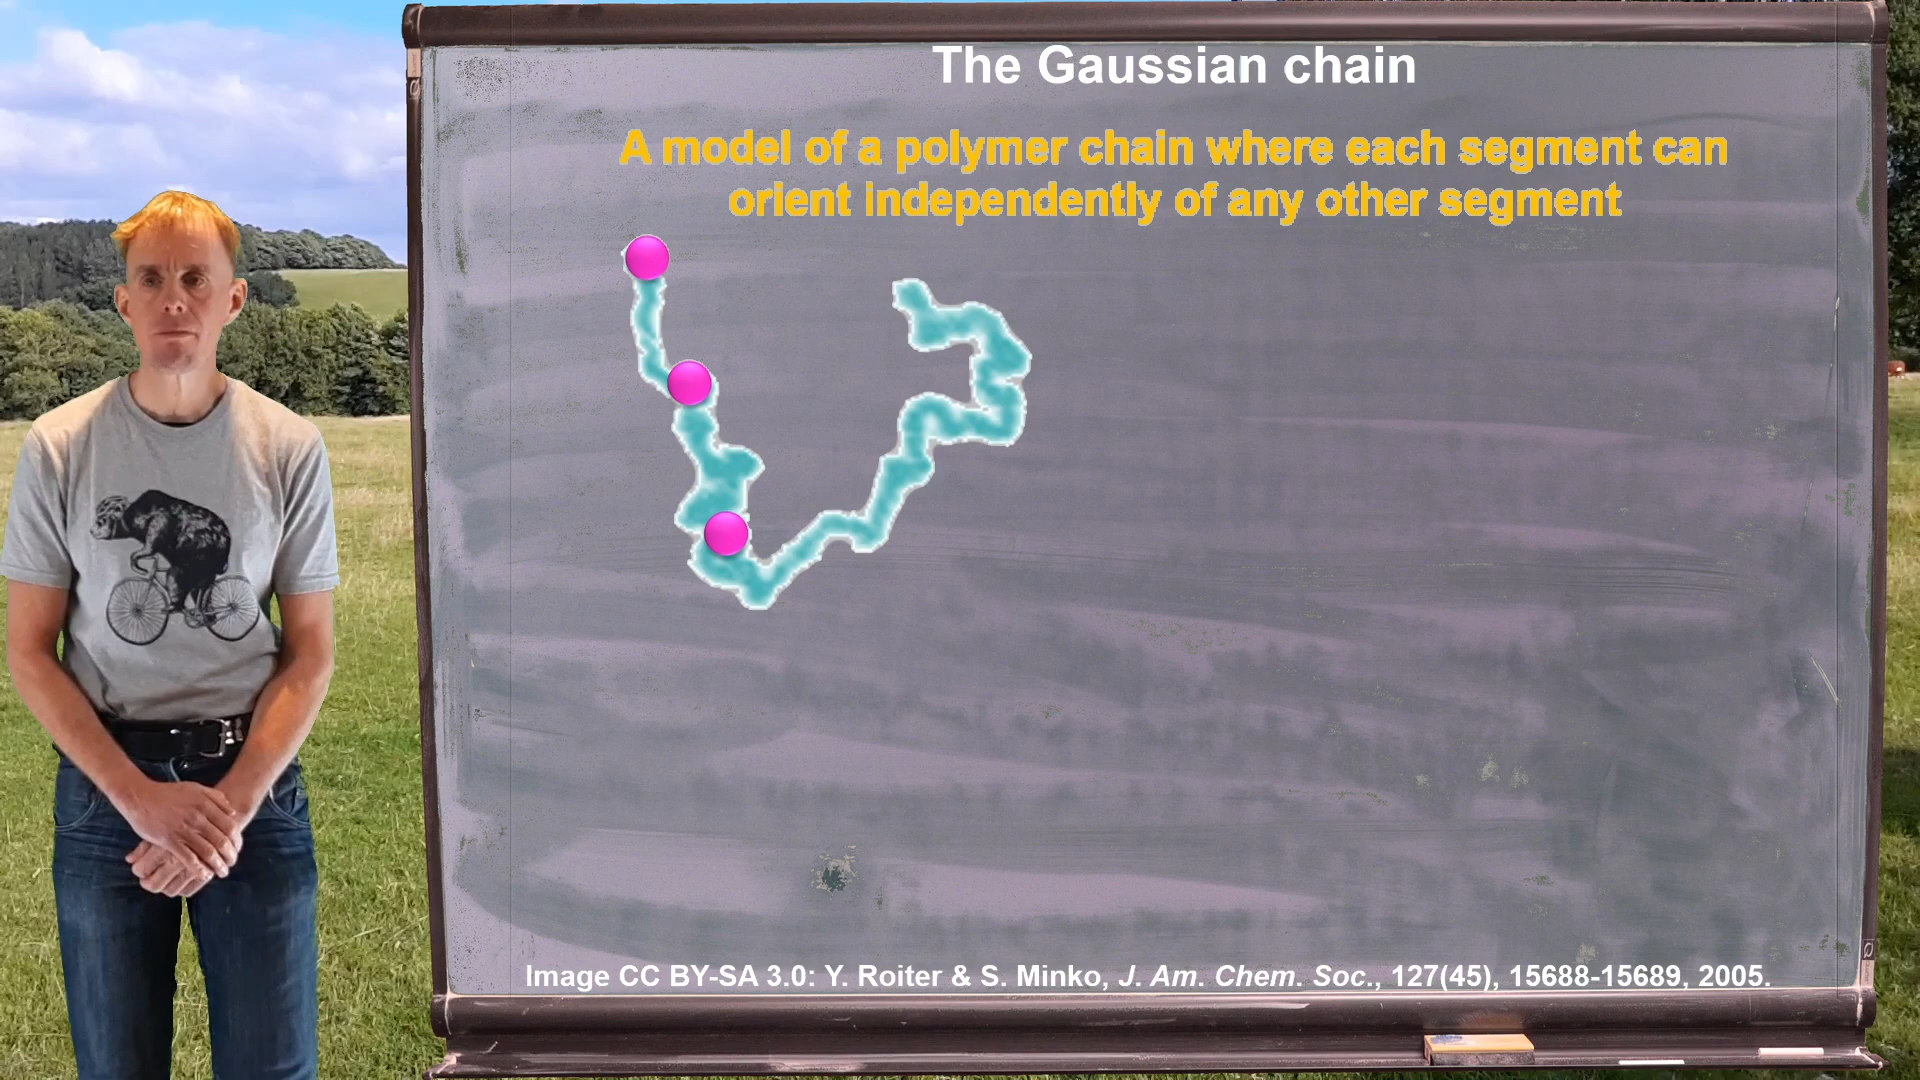 The Gaussian chain
A model of a polymer chain where each segment can
orient independently of any other segment
Image CC BY-SA 3.0: Y. Roiter & S. Minko, J. Am. Chem. Soc., 127(45), 15688-15689, 2005.